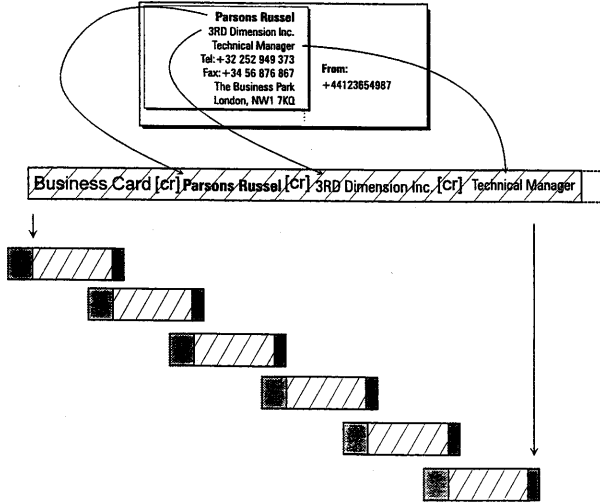 Parsons Russel
3RD Dimension Inc.
Technical Manager
Tel:+32 252 949 373
Fax:+34 56 876 867
The Business Park
London, NW1 7KQ
From:
+44123654987
Business Card [cr] Parsons Russel [cr] 3RD Dimension Inc. [cr] Technical Manager